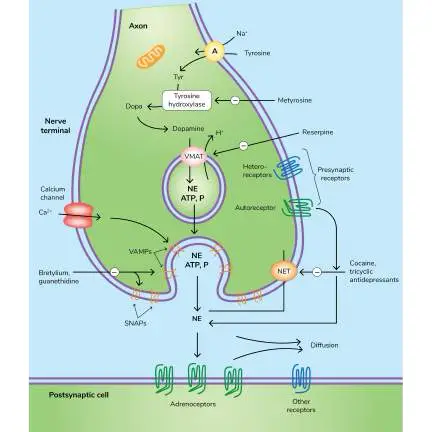 Axon
Na⁺
A
Tyrosine
Tyr
Tyrosine
hydroxylase
Metyrosine
Dopa
Nerve
terminal
Dopamine
H⁺
Reserpine
VMAT
Hetero-
receptors
Presynaptic
receptors
NE
ATP, P
Calcium
channel
Ca²⁺
Autoreceptor
VAMPs
NE
ATP, P
Bretylium,
guanethidine
NET
Cocaine,
tricyclic
antidepressants
SNAPs
NE
Diffusion
Postsynaptic cell
Adrenoceptors
Other
receptors